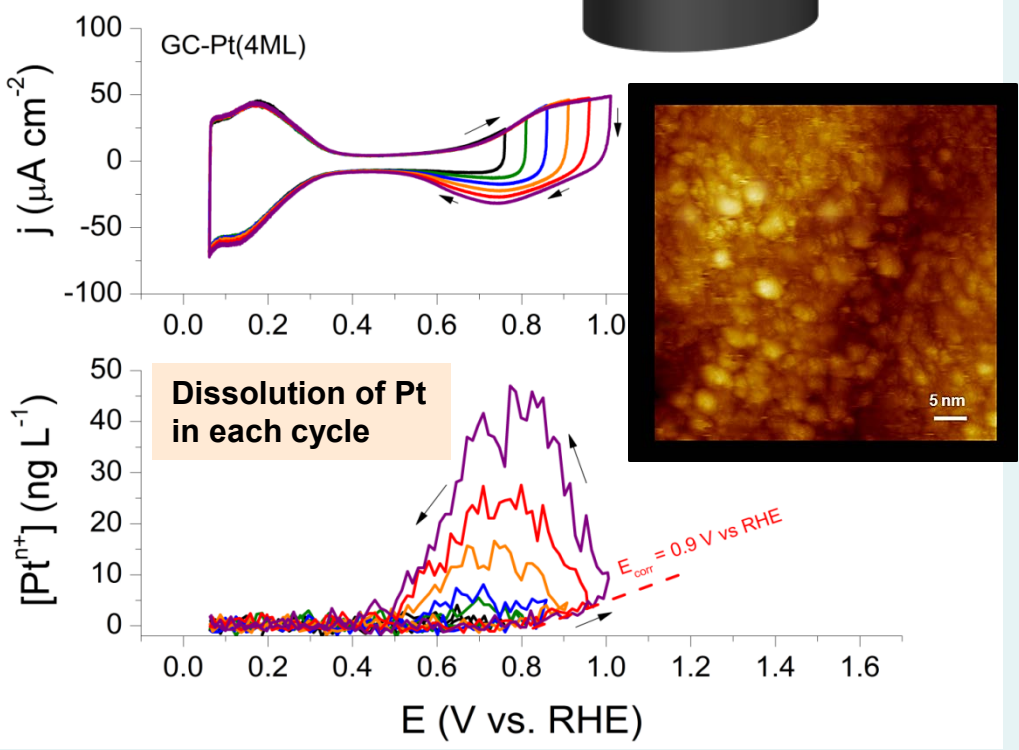 GC-Pt(4ML)
j (μA cm⁻²)
100
50
0
-50
-100
0.0 0.2 0.4 0.6 0.8 1.0
5 nm
Dissolution of Pt
in each cycle
[Ptⁿ⁺] (ng L⁻¹)
50
40
30
20
10
0
E_corr = 0.9 V vs RHE
0.0 0.2 0.4 0.6 0.8 1.0 1.2 1.4 1.6
E (V vs. RHE)